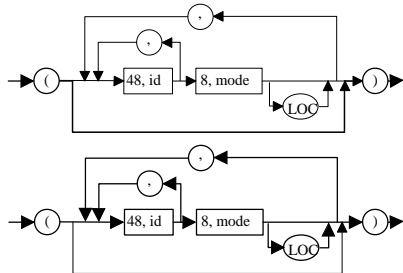 ,
,
( 48, id 8, mode )
LOC
,
,
( 48, id 8, mode )
LOC